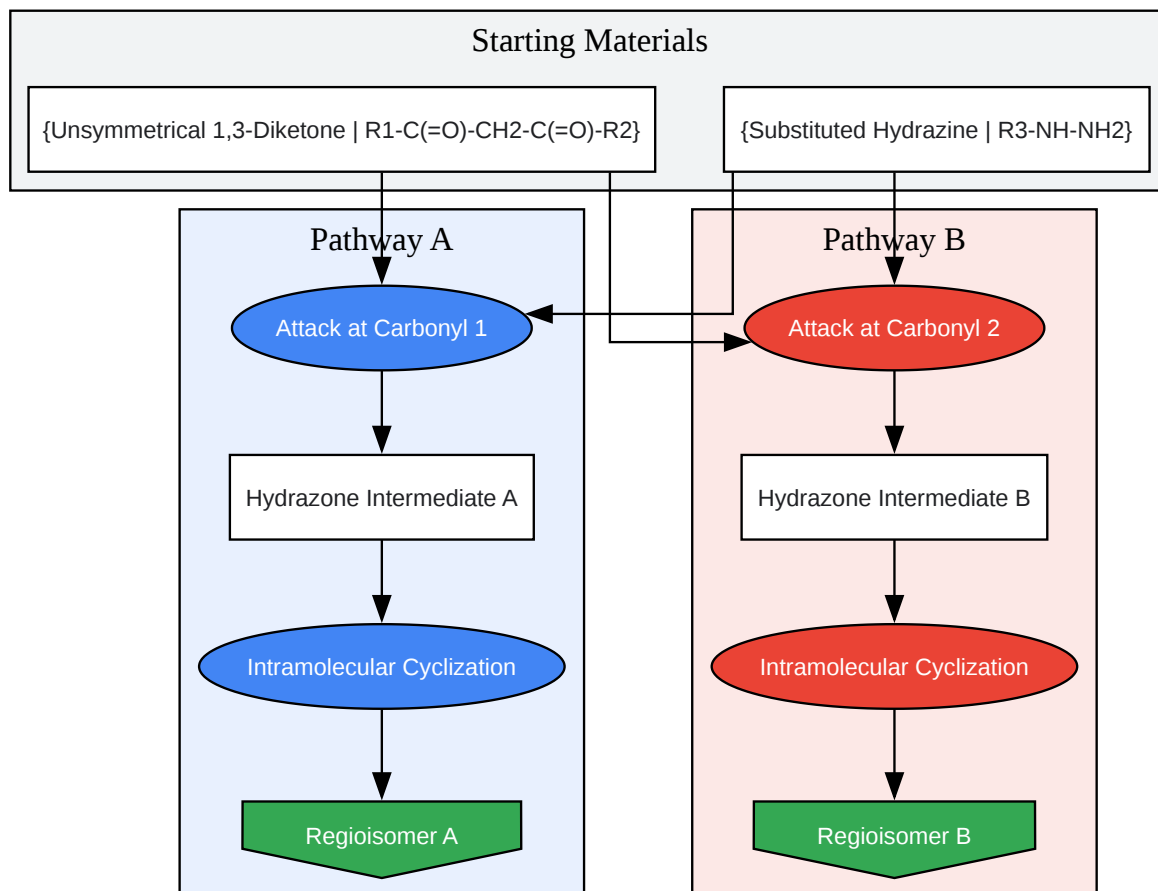 Starting Materials
{Unsymmetrical 1,3-Diketone | R1-C(=O)-CH2-C(=O)-R2}
{Substituted Hydrazine | R3-NH-NH2}
Pathway A
Pathway B
Attack at Carbonyl 1
Attack at Carbonyl 2
Hydrazone Intermediate A
Hydrazone Intermediate B
Intramolecular Cyclization
Intramolecular Cyclization
Regioisomer A
Regioisomer B